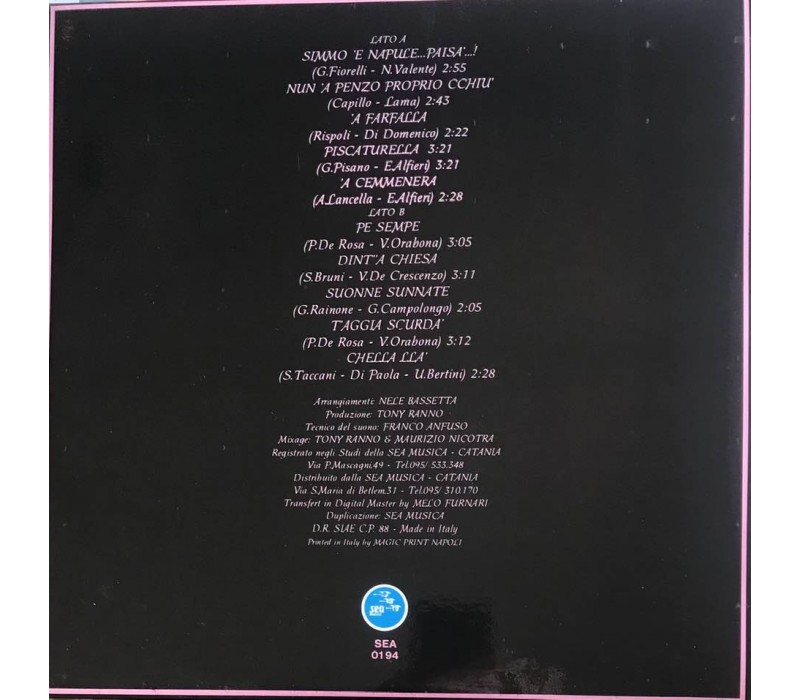 LATO A
SIMMO 'E NAPULE...PAISA'...!
(G.Fiorelli - N.Valente) 2:55
NUN 'A PENZO PROPRIO CCHIU'
(Capillo - Lama) 2:43
'A FARFALLA
(Rispoli - Di Domenico) 2:22
PISCATURELLA 3:21
(G.Pisano - E.Alfieri) 3:21
'A CEMMENERA
(A.Lancella - E.Alfieri) 2:28
LATO B
PE SEMPE
(P.De Rosa - V.Orabona) 3:05
DINT''A CHIESA
(S.Bruni - V.De Crescenzo) 3:11
SUONNE SUNNATE
(G.Rainone - G.Campolongo) 2:05
T'AGGIA SCURDA'
(P.De Rosa - V.Orabona) 3:12
CHELLA LLA'
(S.Taccani - Di Paola - U.Bertini) 2:28
Arrangiamenti: NELE BASSETTA
Produzione: TONY RANNO
Tecnico del suono: FRANCO ANFUSO
Mixage: TONY RANNO & MAURIZIO NICOTRA
Registrato negli Studi della SEA MUSICA - CATANIA
Via P.Mascagni,49 - Tel.095/ 533.348
Distribuito dalla SEA MUSICA - CATANIA
Via S.Maria di Betlem,31 - Tel.095/ 310.170
Transfert in Digital Master by MELO FURNARI
Duplicazione: SEA MUSICA
D.R. SIAE C.P. 88 - Made in Italy
Printed in Italy by MAGIC PRINT NAPOLI
sea
SEA
0194